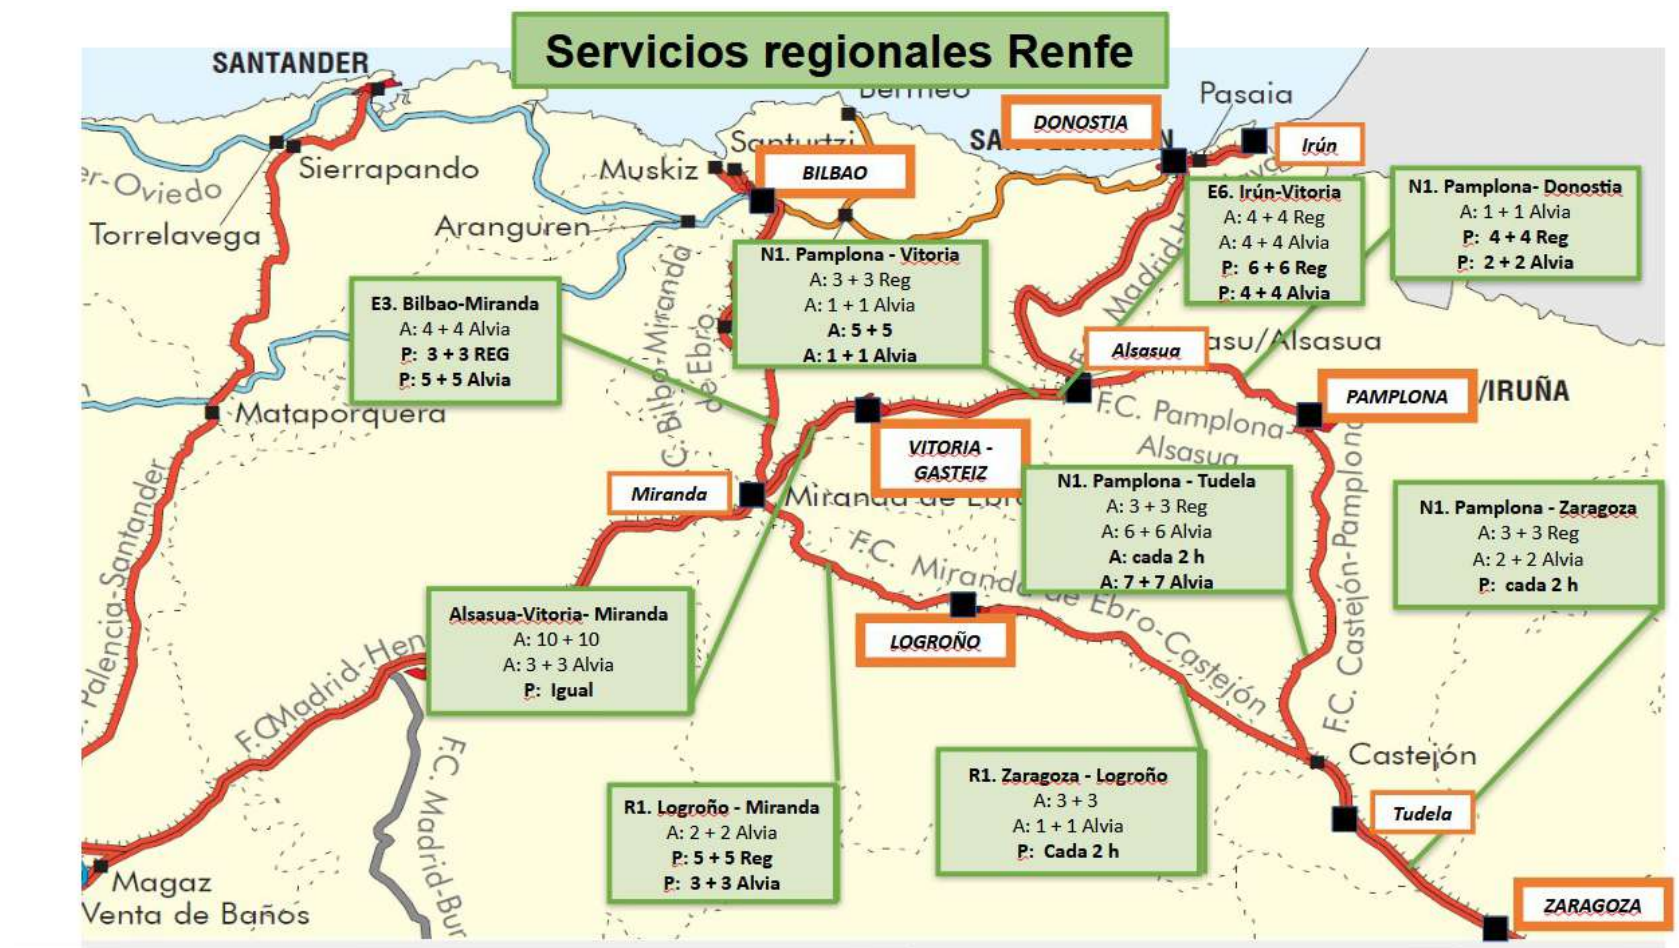 Servicios regionales Renfe
SANTANDER
Bermeo
Pasaia
DONOSTIA
Irún
Santurtzi
Muskiz
BILBAO
Sierrapando
er-Oviedo
Torrelavega
Aranguren
E6. Irún-Vitoria
A: 4 + 4 Reg
A: 4 + 4 Alvia
P: 6 + 6 Reg
P: 4 + 4 Alvia
N1. Pamplona- Donostia
A: 1 + 1 Alvia
P: 4 + 4 Reg
P: 2 + 2 Alvia
N1. Pamplona - Vitoria
A: 3 + 3 Reg
A: 1 + 1 Alvia
A: 5 + 5
A: 1 + 1 Alvia
E3. Bilbao-Miranda
A: 4 + 4 Alvia
P: 3 + 3 REG
P: 5 + 5 Alvia
C. Bilbo-Miranda
de Ebro
Madrid-H
Alsasua
asu/Alsasua
PAMPLONA
/IRUÑA
Mataporquera
F.C. Pamplona-
Alsasua
VITORIA -
GASTEIZ
Miranda
Miranda de Ebro
N1. Pamplona - Tudela
A: 3 + 3 Reg
A: 6 + 6 Alvia
A: cada 2 h
A: 7 + 7 Alvia
N1. Pamplona - Zaragoza
A: 3 + 3 Reg
A: 2 + 2 Alvia
P: cada 2 h
F.C. Miranda de Ebro-Castejón
F.C. Castejón-Pamplona
Palencia-Santander
F.C.Madrid-Hen
Alsasua-Vitoria- Miranda
A: 10 + 10
A: 3 + 3 Alvia
P: Igual
LOGROÑO
F.C. Madrid-Bur
R1. Logroño - Miranda
A: 2 + 2 Alvia
P: 5 + 5 Reg
P: 3 + 3 Alvia
R1. Zaragoza - Logroño
A: 3 + 3
A: 1 + 1 Alvia
P: Cada 2 h
Castejón
Tudela
Magaz
Venta de Baños
ZARAGOZA